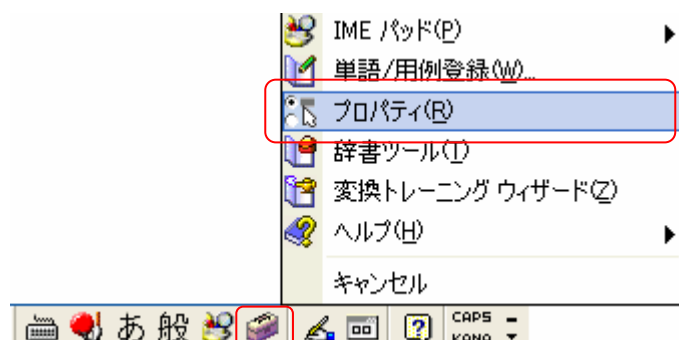 IME パッド(P)
単語/用例登録(W)...
プロパティ(R)
辞書ツール(T)
変換トレーニング ウィザード(Z)
ヘルプ(H)
キャンセル
あ 般 CAPS
KANA